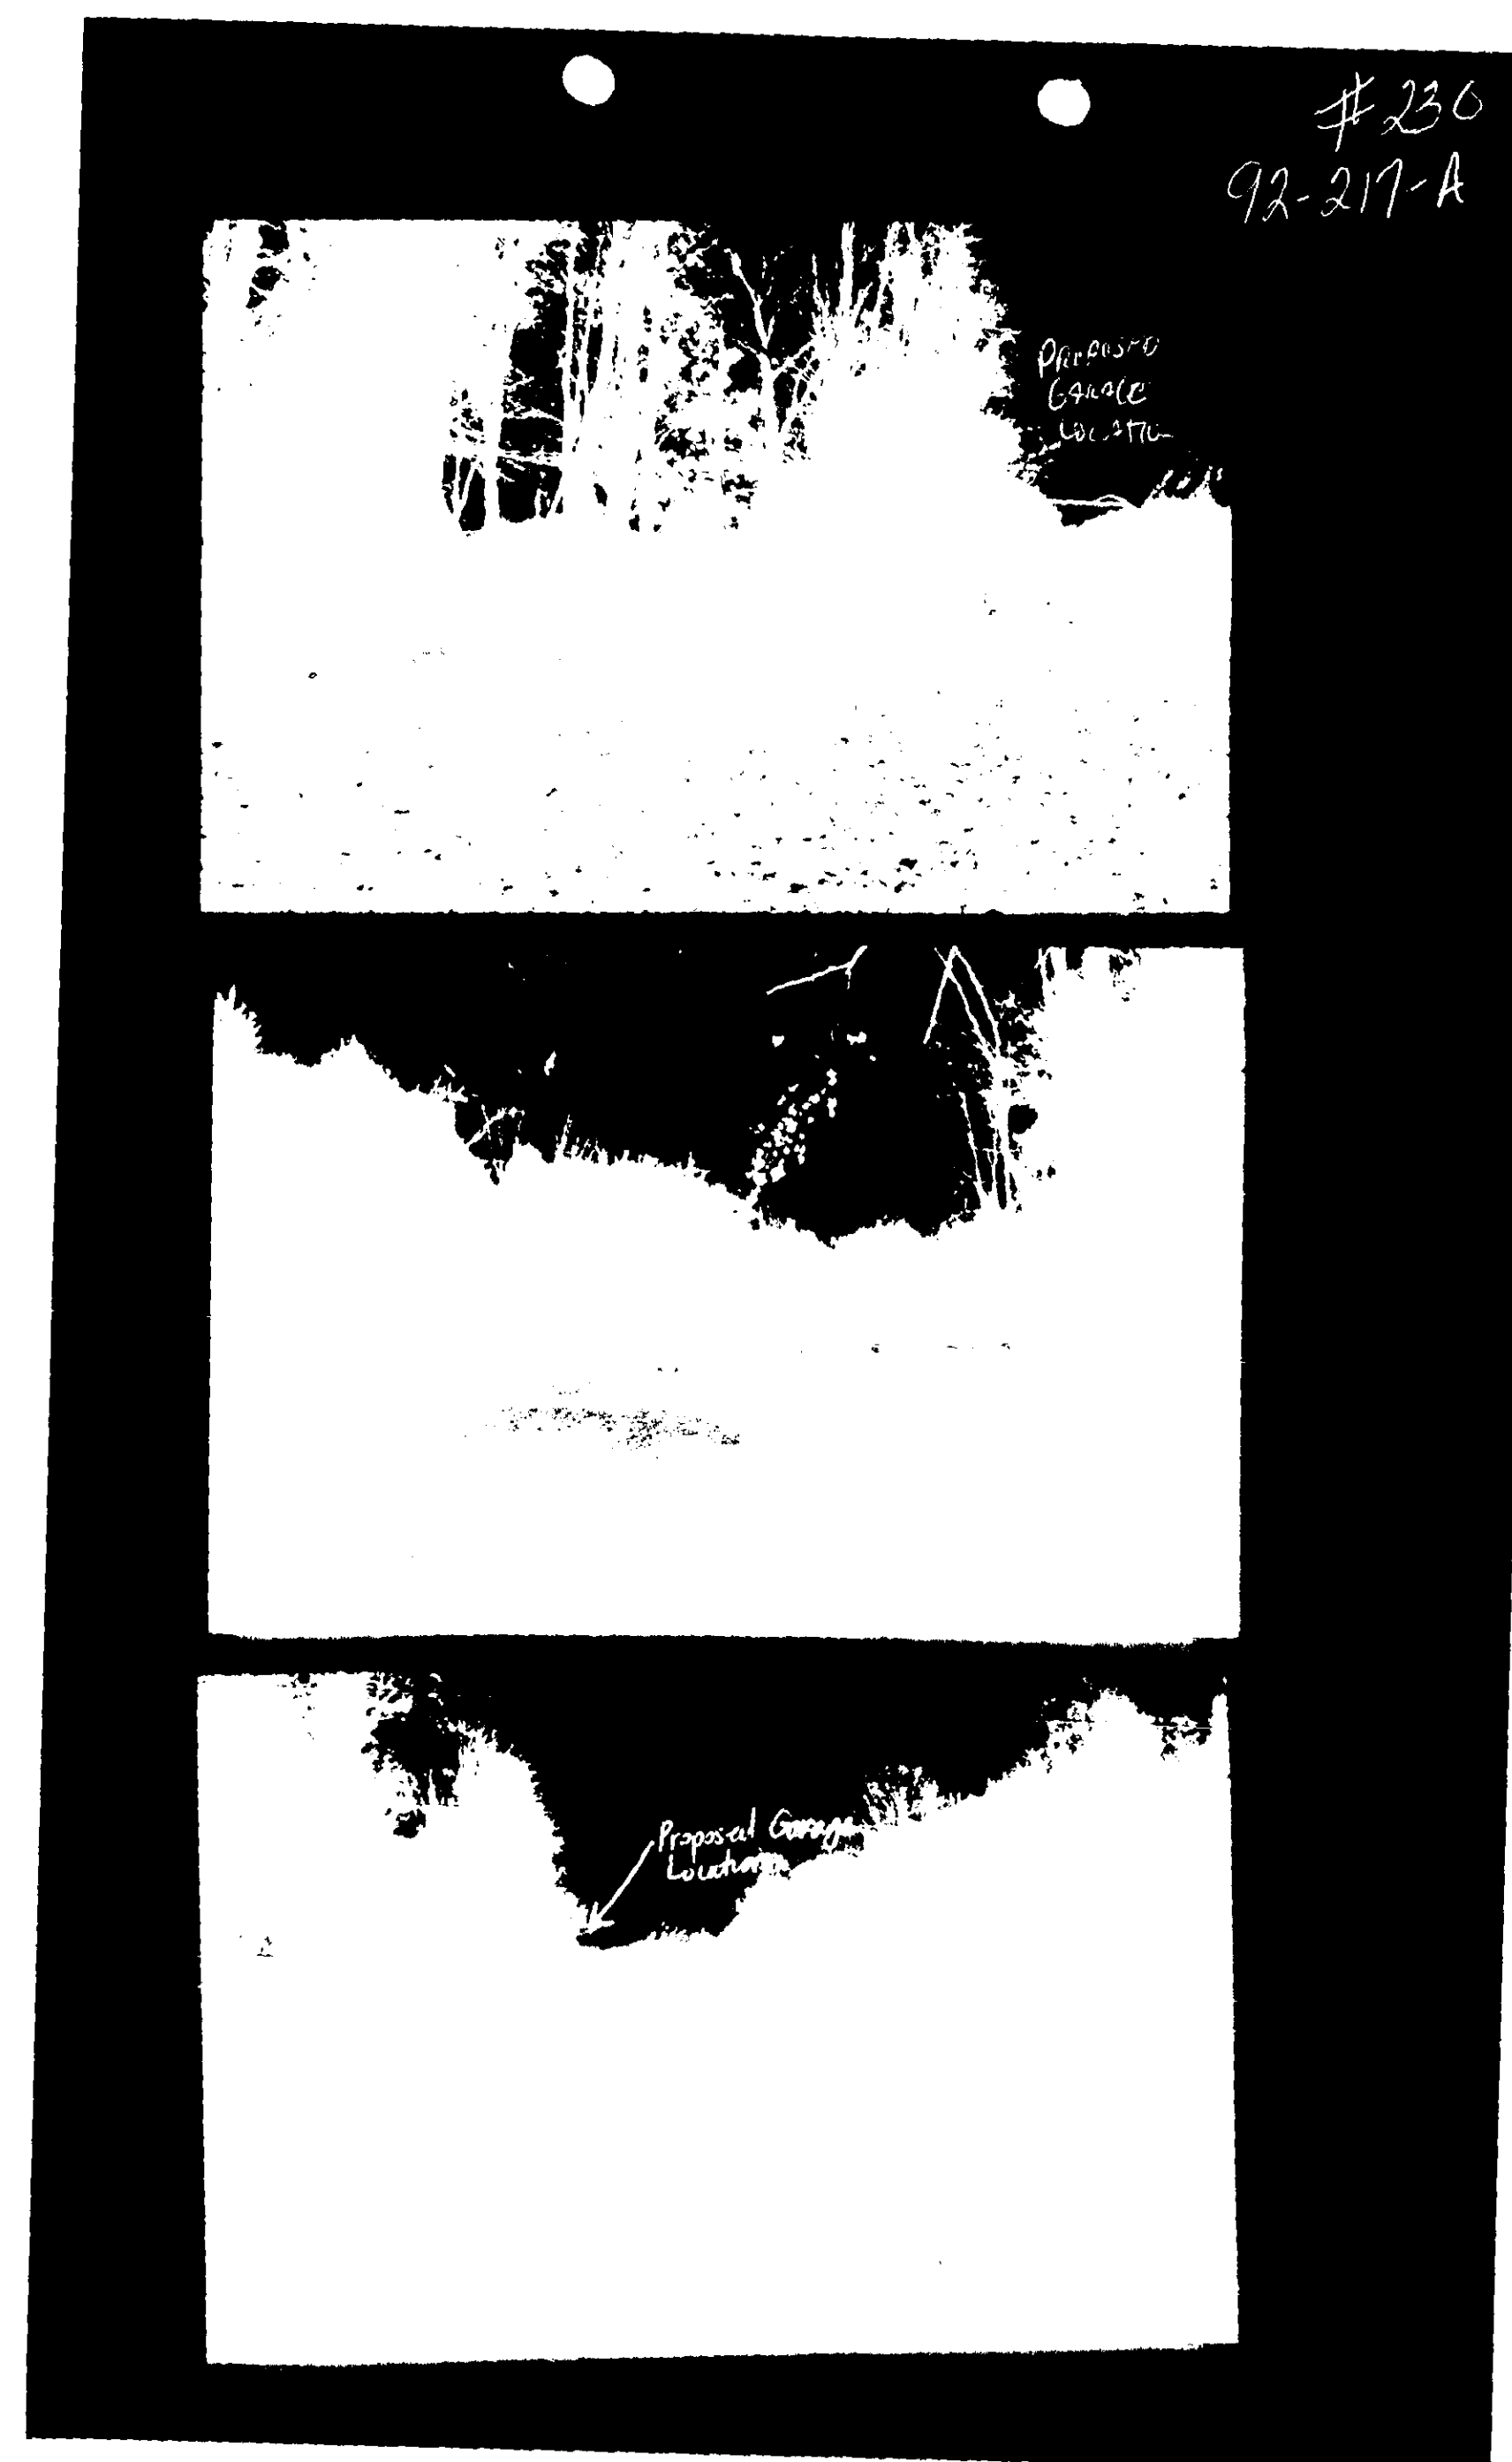 #230
92-217-A
PROPOSED
GARAGE
LOCATION
Proposed Garage
Location